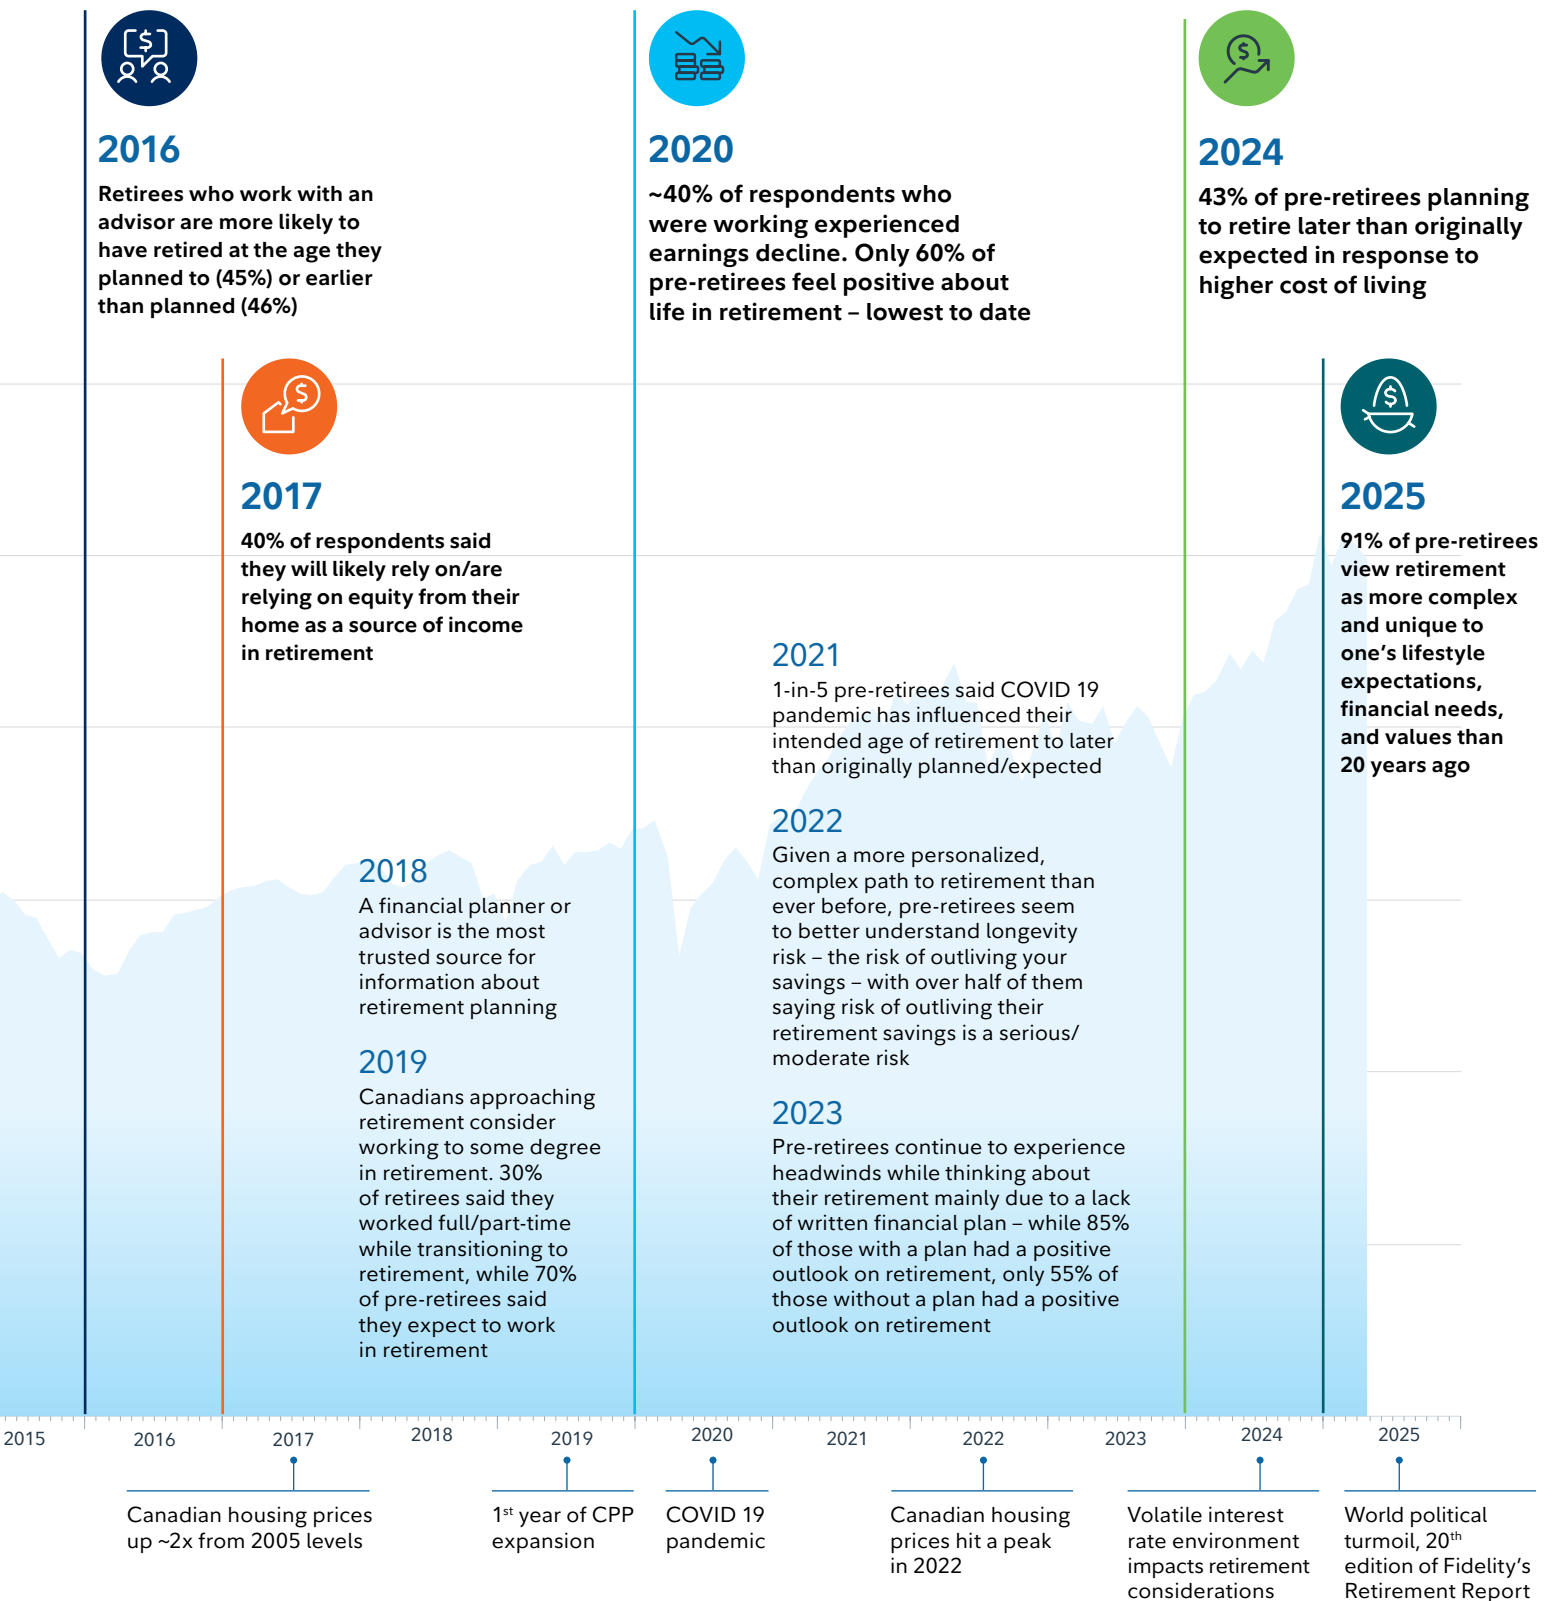 2016
Retirees who work with an
advisor are more likely to
have retired at the age they
planned to (45%) or earlier
than planned (46%)
2017
40% of respondents said
they will likely rely on/are
relying on equity from their
home as a source of income
in retirement
2018
A financial planner or
advisor is the most
trusted source for
information about
retirement planning
2019
Canadians approaching
retirement consider
working to some degree
in retirement. 30%
of retirees said they
worked full/part-time
while transitioning to
retirement, while 70%
of pre-retirees said
they expect to work
in retirement
2020
~40% of respondents who
were working experienced
earnings decline. Only 60% of
pre-retirees feel positive about
life in retirement – lowest to date
2021
1-in-5 pre-retirees said COVID 19
pandemic has influenced their
intended age of retirement to later
than originally planned/expected
2022
Given a more personalized,
complex path to retirement than
ever before, pre-retirees seem
to better understand longevity
risk – the risk of outliving your
savings – with over half of them
saying risk of outliving their
retirement savings is a serious/
moderate risk
2023
Pre-retirees continue to experience
headwinds while thinking about
their retirement mainly due to a lack
of written financial plan – while 85%
of those with a plan had a positive
outlook on retirement, only 55% of
those without a plan had a positive
outlook on retirement
2024
43% of pre-retirees planning
to retire later than originally
expected in response to
higher cost of living
2025
91% of pre-retirees
view retirement
as more complex
and unique to
one's lifestyle
expectations,
financial needs,
and values than
20 years ago
2015 2016 2017 2018 2019 2020 2021 2022 2023 2024 2025
Canadian housing prices
up ~2x from 2005 levels
1st year of CPP
expansion
COVID 19
pandemic
Canadian housing
prices hit a peak
in 2022
Volatile interest
rate environment
impacts retirement
considerations
World political
turmoil, 20th
edition of Fidelity's
Retirement Report